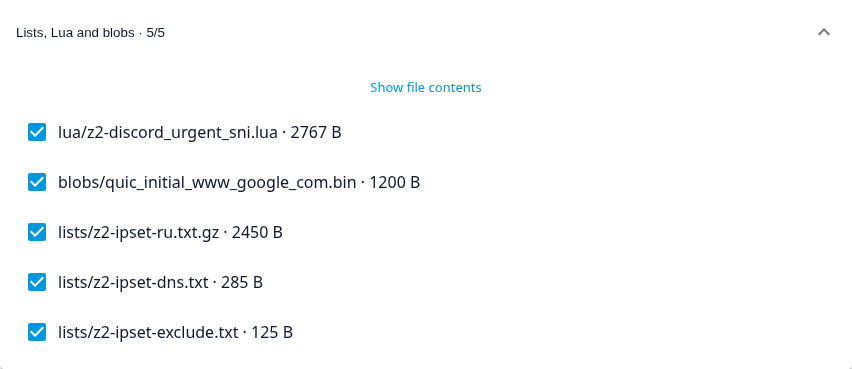 Lists, Lua and blobs · 5/5
Show file contents
lua/z2-discord_urgent_sni.lua · 2767 B
blobs/quic_initial_www_google_com.bin · 1200 B
lists/z2-ipset-ru.txt.gz · 2450 B
lists/z2-ipset-dns.txt · 285 B
lists/z2-ipset-exclude.txt · 125 B